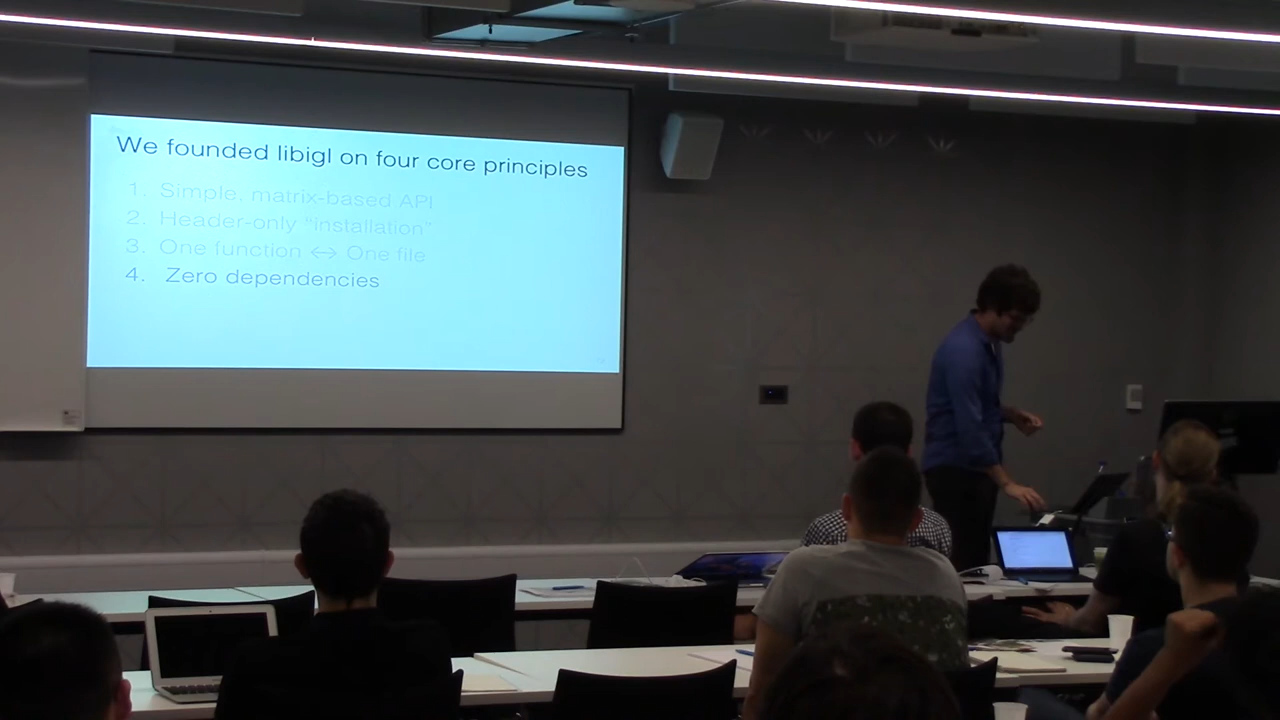 We founded libigl on four core principles
1. Simple, matrix-based API
2. Header-only "installation"
3. One function ↔ One file
4. Zero dependencies